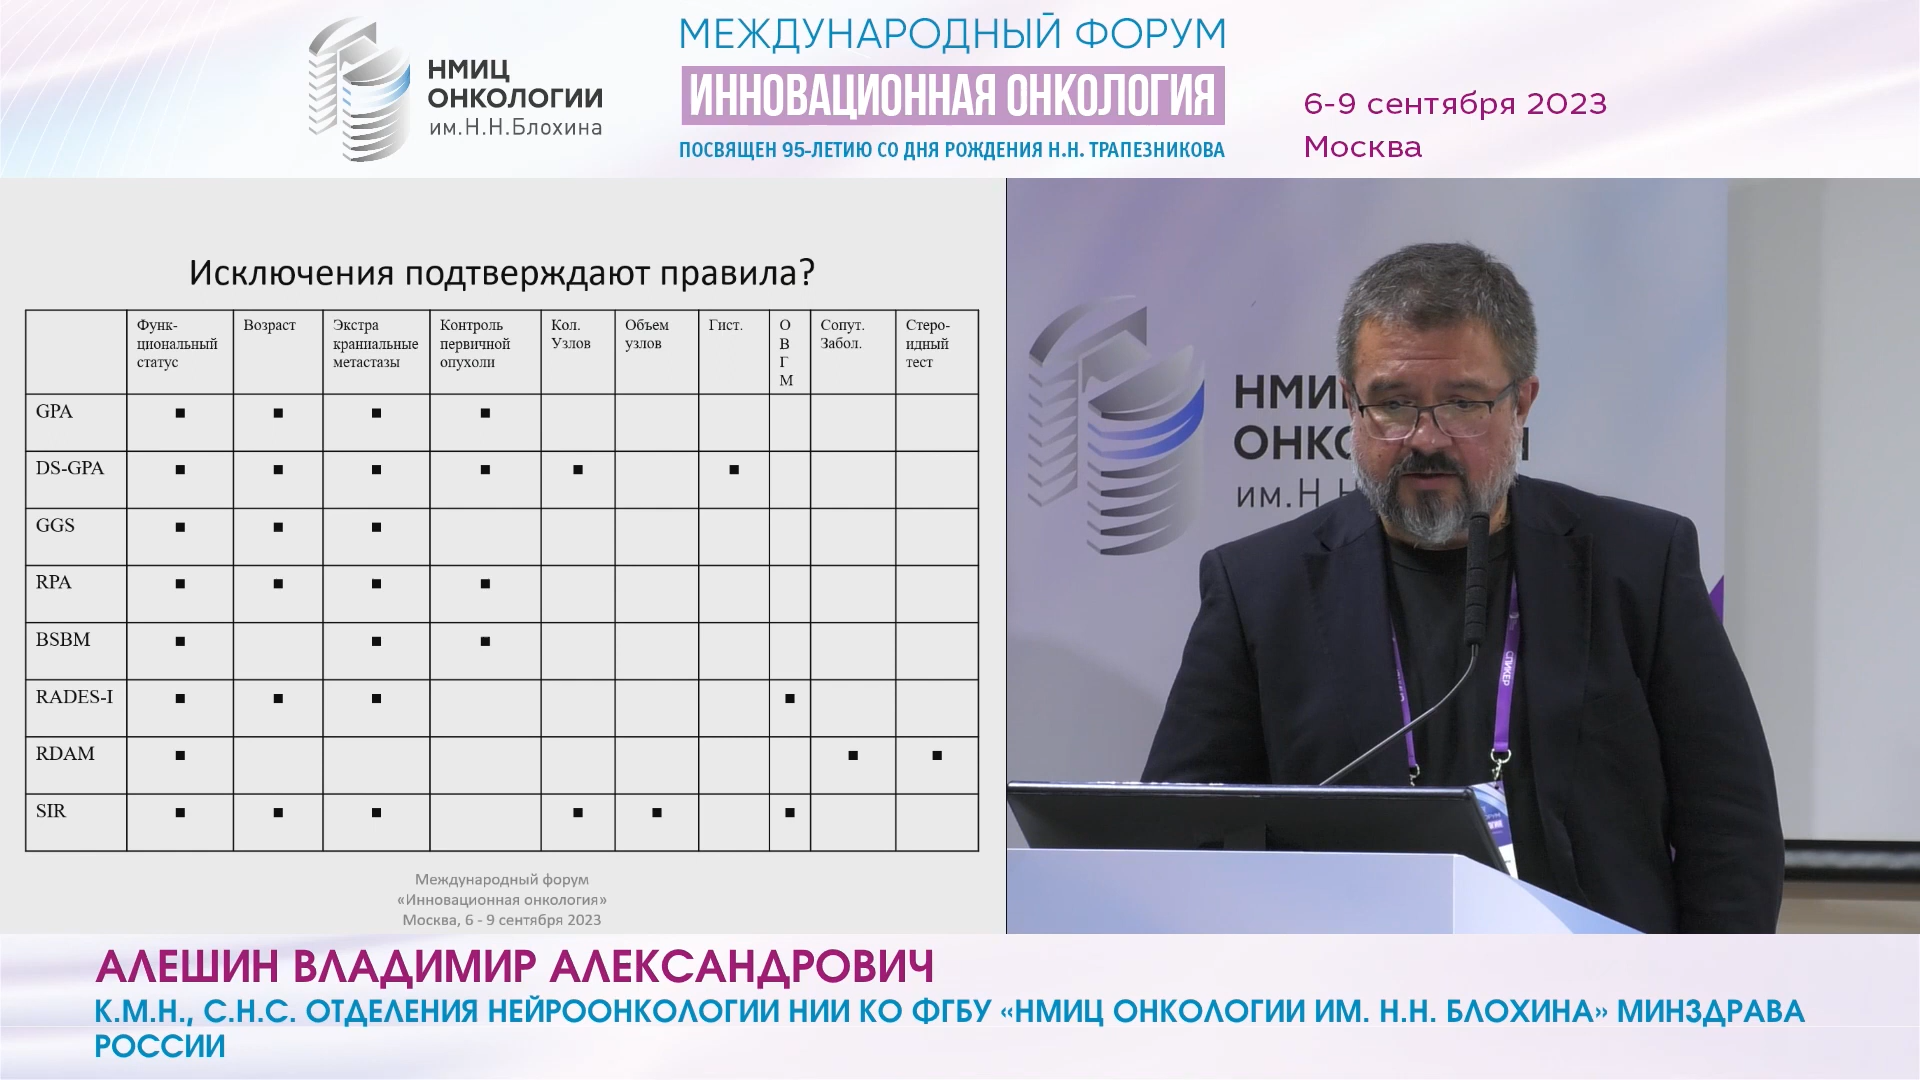 НМИЦ
ОНКОЛОГИИ
им.Н.Н.Блохина
МЕЖДУНАРОДНЫЙ ФОРУМ
ИННОВАЦИОННАЯ ОНКОЛОГИЯ
ПОСВЯЩЕН 95-ЛЕТИЮ СО ДНЯ РОЖДЕНИЯ Н.Н. ТРАПЕЗНИКОВА
6-9 сентября 2023
Москва
Исключения подтверждают правила?
Функ-
циональный
статус
Возраст
Экстра
краниальные
метастазы
Контроль
первичной
опухоли
Кол.
Узлов
Объем
узлов
Гист.
О
В
Г
М
Сопут.
Забол.
Стеро-
идный
тест
GPA ■ ■ ■ ■
DS-GPA ■ ■ ■ ■ ■ ■
GGS ■ ■ ■
RPA ■ ■ ■ ■
BSBM ■ ■ ■
RADES-I ■ ■ ■ ■
RDAM ■ ■ ■
SIR ■ ■ ■ ■ ■ ■
Международный форум
«Инновационная онкология»
Москва, 6 - 9 сентября 2023
НМИ
ОНКО
им.Н
СПИКЕР
АЛЕШИН ВЛАДИМИР АЛЕКСАНДРОВИЧ
К.М.Н., С.Н.С. ОТДЕЛЕНИЯ НЕЙРООНКОЛОГИИ НИИ КО ФГБУ «НМИЦ ОНКОЛОГИИ ИМ. Н.Н. БЛОХИНА» МИНЗДРАВА
РОССИИ